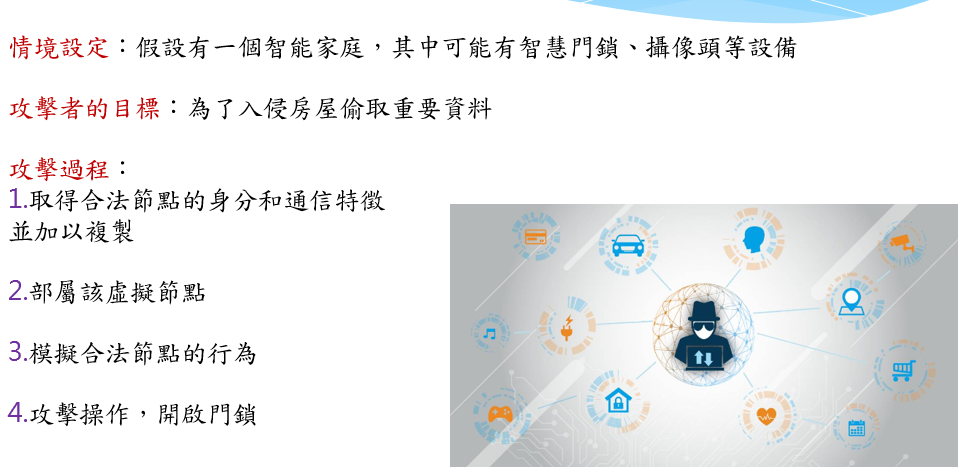 情境設定：假設有一個智能家庭，其中可能有智慧門鎖、攝像頭等設備
攻擊者的目標：為了入侵房屋偷取重要資料
攻擊過程：
1.取得合法節點的身分和通信特徵
並加以複製
2.部屬該虛擬節點
3.模擬合法節點的行為
4.攻擊操作，開啟門鎖